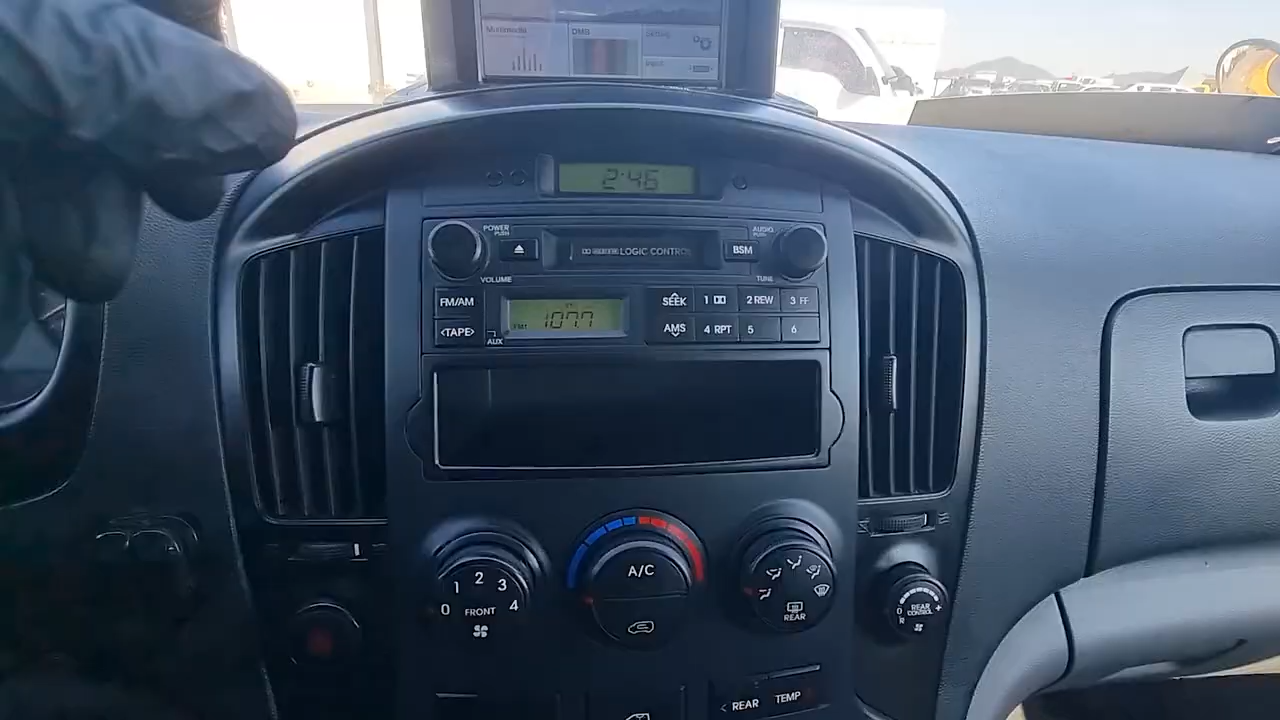 Multimedia
DMB
Setting
2:46
POWER
PUSH
AUDIO
PUSH
LOGIC CONTROL
BSM
VOLUME
TUNE
FM/AM
SEEK
1
2 REW
3 FF
107.7
<TAPE>
AUX
AMS
4 RPT
5
6
0 1 2 3 4
FRONT
A/C
REAR
REAR
CONTROL
0
+
< REAR TEMP